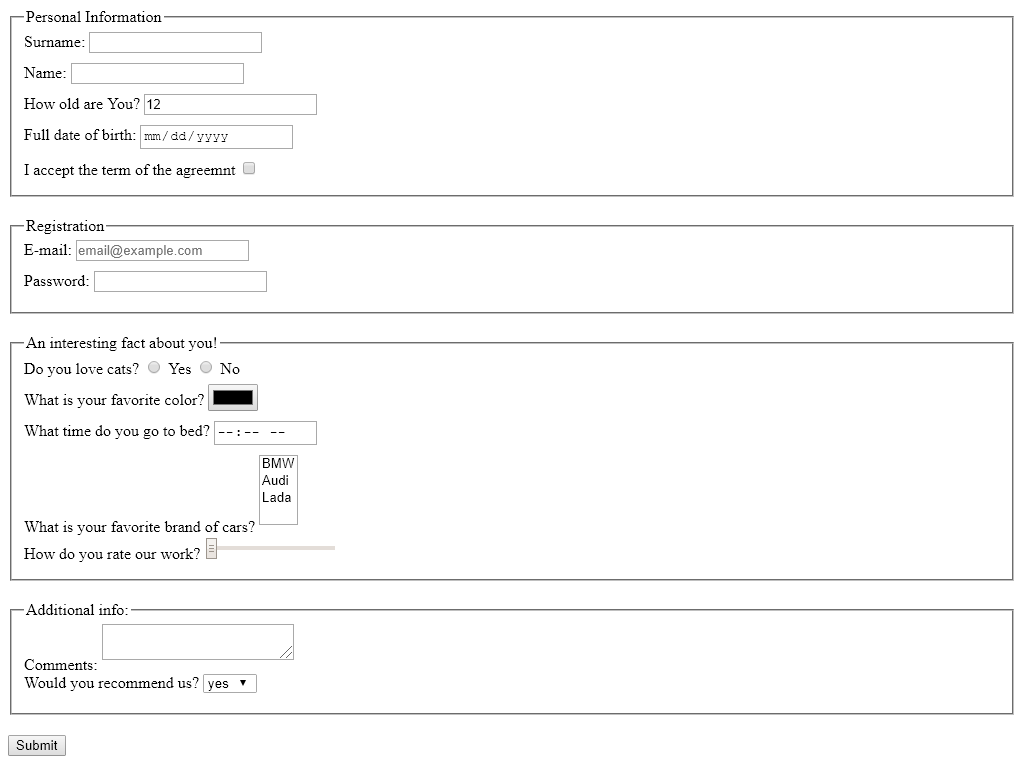 Personal Information
Surname:
Name:
How old are You? 12
Full date of birth: mm/dd/yyyy
I accept the term of the agreemnt
Registration
E-mail: email@example.com
Password:
An interesting fact about you!
Do you love cats? Yes No
What is your favorite color?
What time do you go to bed? --:-- --
BMW
Audi
Lada
What is your favorite brand of cars?
How do you rate our work?
Additional info:
Comments:
Would you recommend us? yes
Submit